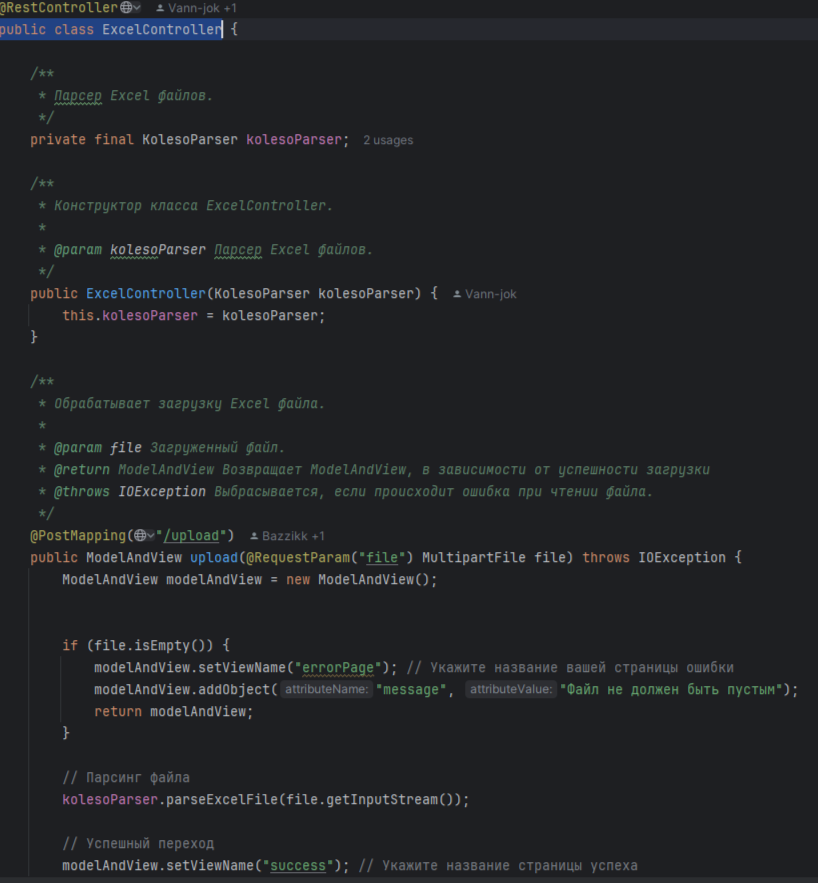 @RestController Vann-jok +1
public class ExcelController {
/**
* Парсер Excel файлов.
*/
private final KolesoParser kolesoParser; 2 usages
/**
* Конструктор класса ExcelController.
*
* @param kolesoParser Парсер Excel файлов.
*/
public ExcelController(KolesoParser kolesoParser) { Vann-jok
this.kolesoParser = kolesoParser;
}
/**
* Обрабатывает загрузку Excel файла.
*
* @param file Загруженный файл.
* @return ModelAndView Возвращает ModelAndView, в зависимости от успешности загрузки
* @throws IOException Выбрасывается, если происходит ошибка при чтении файла.
*/
@PostMapping("/upload") Bazzikk +1
public ModelAndView upload(@RequestParam("file") MultipartFile file) throws IOException {
ModelAndView modelAndView = new ModelAndView();
if (file.isEmpty()) {
modelAndView.setViewName("errorPage"); // Укажите название вашей страницы ошибки
modelAndView.addObject( attributeName: "message", attributeValue: "Файл не должен быть пустым");
return modelAndView;
}
// Парсинг файла
kolesoParser.parseExcelFile(file.getInputStream());
// Успешный переход
modelAndView.setViewName("success"); // Укажите название страницы успеха